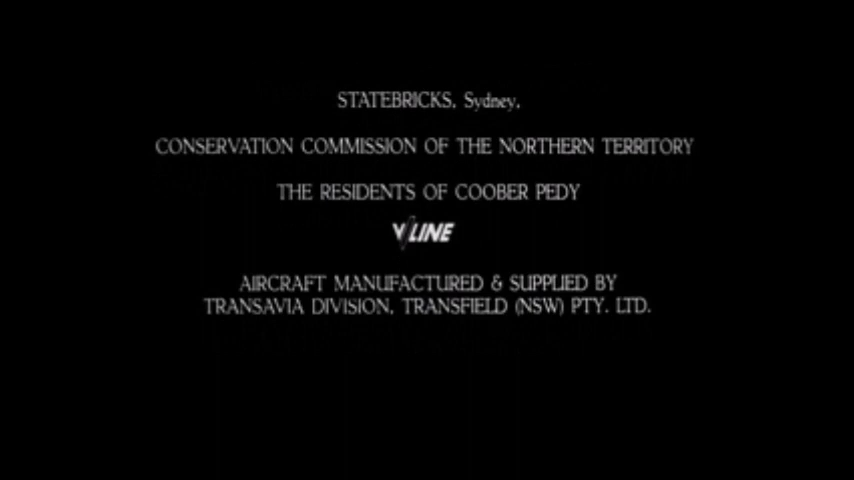 STATEBRICKS, Sydney,
CONSERVATION COMMISSION OF THE NORTHERN TERRITORY
THE RESIDENTS OF COOBER PEDY
V/LINE
AIRCRAFT MANUFACTURED & SUPPLIED BY
TRANSAVIA DIVISION, TRANSFIELD (NSW) PTY. LTD.